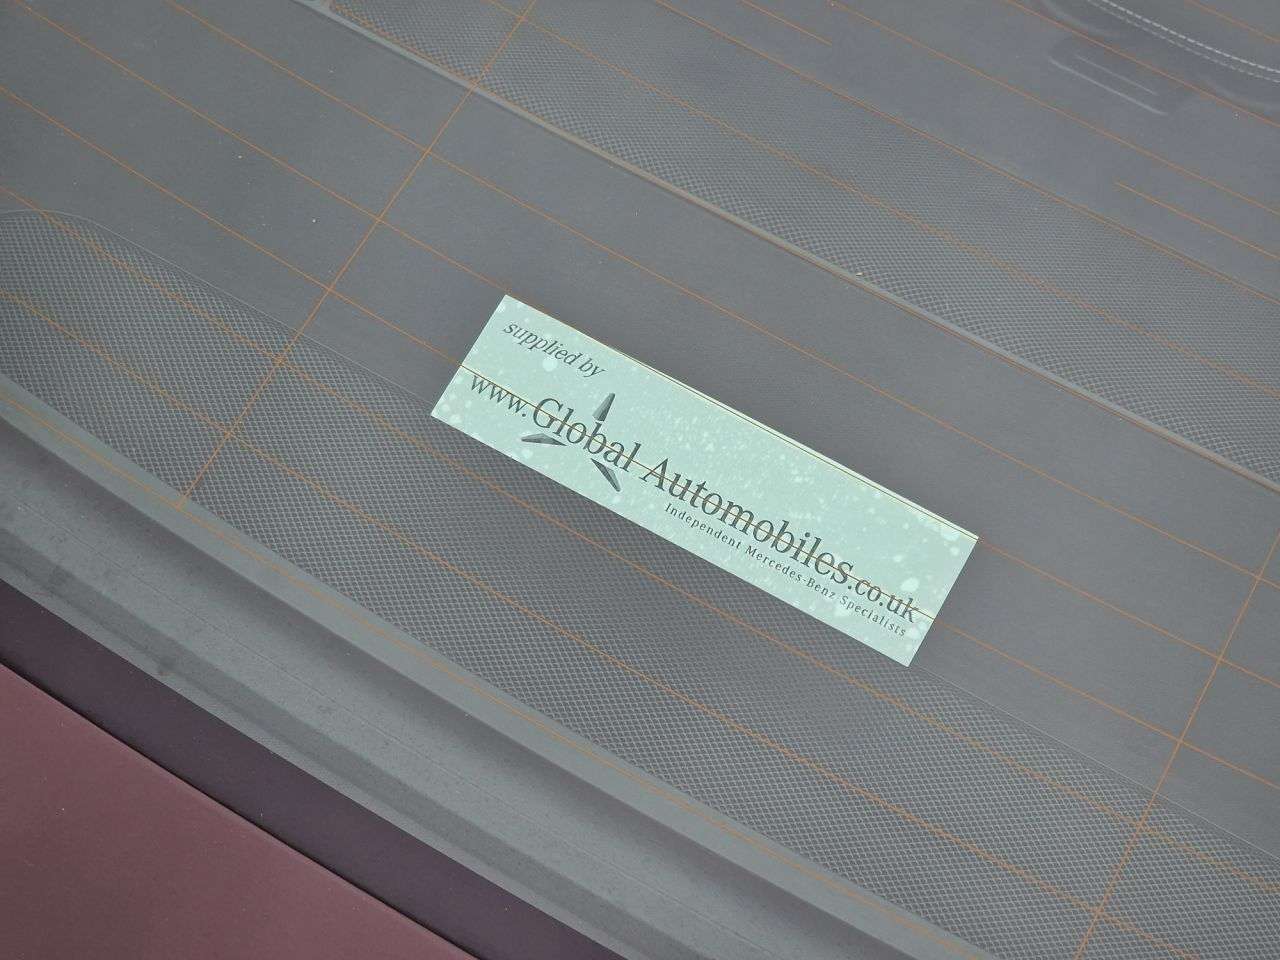 supplied by
www.Global Automobiles.co.uk
Independent Mercedes-Benz Specialists